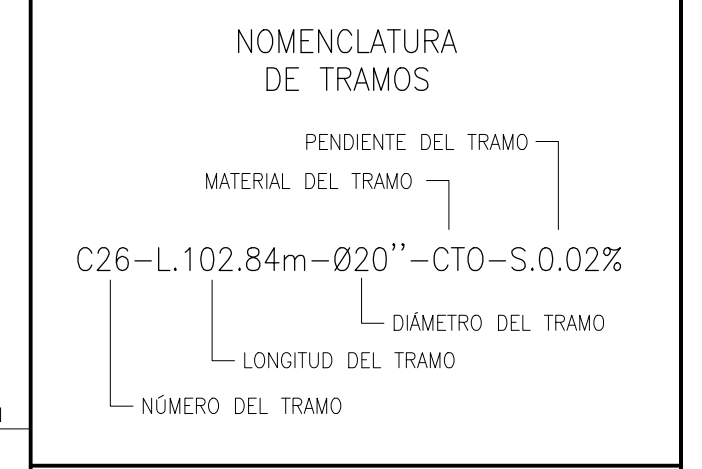 NOMENCLATURA
DE TRAMOS
PENDIENTE DEL TRAMO
MATERIAL DEL TRAMO
C26-L.102.84m-Ø20''-CTO-S.0.02%
DIÁMETRO DEL TRAMO
LONGITUD DEL TRAMO
NÚMERO DEL TRAMO